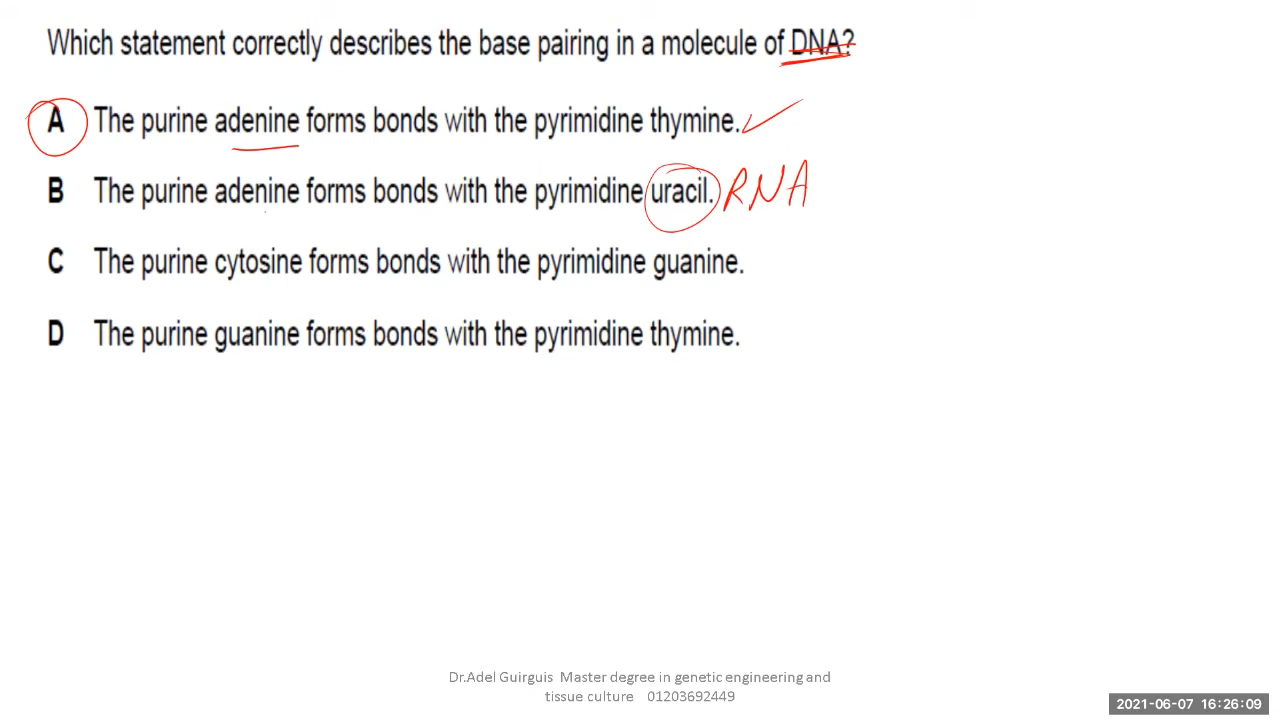 Which statement correctly describes the base pairing in a molecule of DNA?
A The purine adenine forms bonds with the pyrimidine thymine.
B The purine adenine forms bonds with the pyrimidine uracil. RNA
C The purine cytosine forms bonds with the pyrimidine guanine.
D The purine guanine forms bonds with the pyrimidine thymine.
Dr.Adel Guirguis Master degree in genetic engineering and
tissue culture 01203692449
2021-06-07 16:26:09